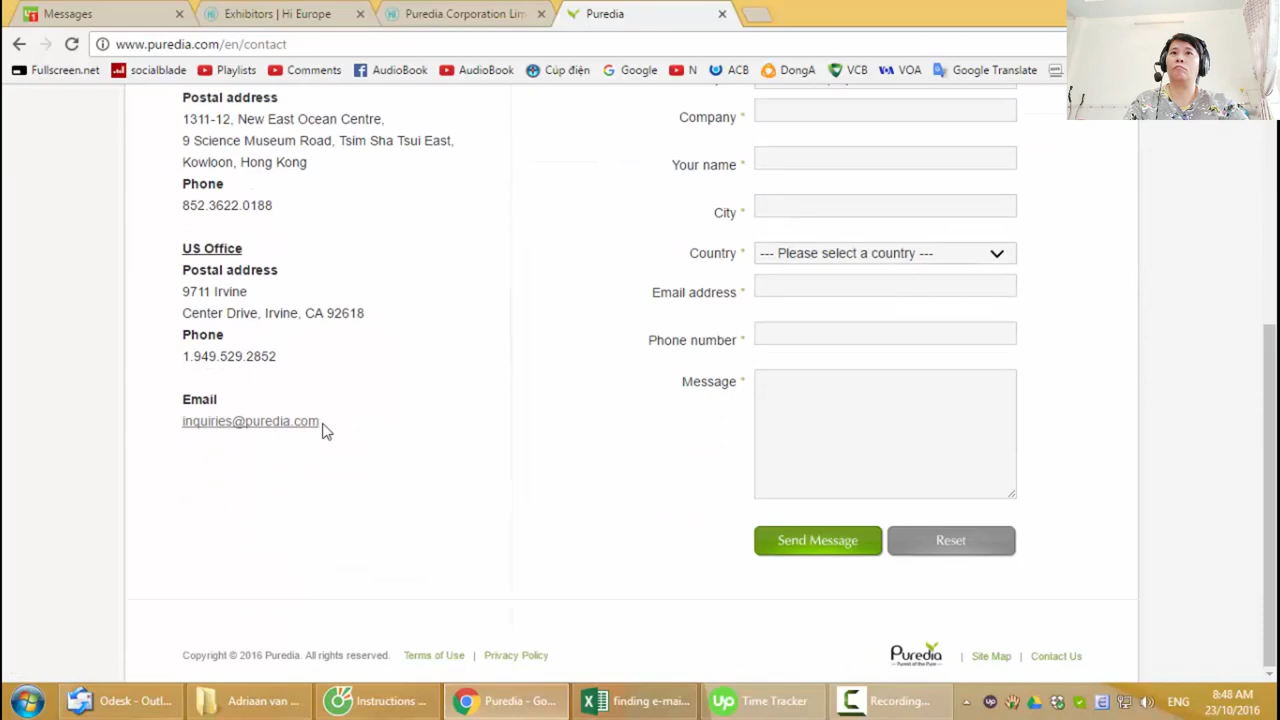 Messages
Exhibitors | Hi Europe
Puredia Corporation Lim
Puredia
www.puredia.com/en/contact
Fullscreen.net
socialblade
Playlists
Comments
AudioBook
AudioBook
Cúp điện
Google
N
ACB
DongA
VCB
VOA
Google Translate
Postal address
1311-12, New East Ocean Centre,
9 Science Museum Road, Tsim Sha Tsui East,
Kowloon, Hong Kong
Phone
852.3622.0188
US Office
Postal address
9711 Irvine
Center Drive, Irvine, CA 92618
Phone
1.949.529.2852
Email
inquiries@puredia.com
Company *
Your name *
City *
Country *
--- Please select a country ---
Email address *
Phone number *
Message *
Send Message
Reset
Copyright © 2016 Puredia. All rights reserved.
Terms of Use | Privacy Policy
Puredia
| Site Map | Contact Us
Odesk - Outl...
Adriaan van ...
Instructions ...
Puredia - Go...
finding e-mai...
Time Tracker
Recording...
ENG
8:48 AM
23/10/2016